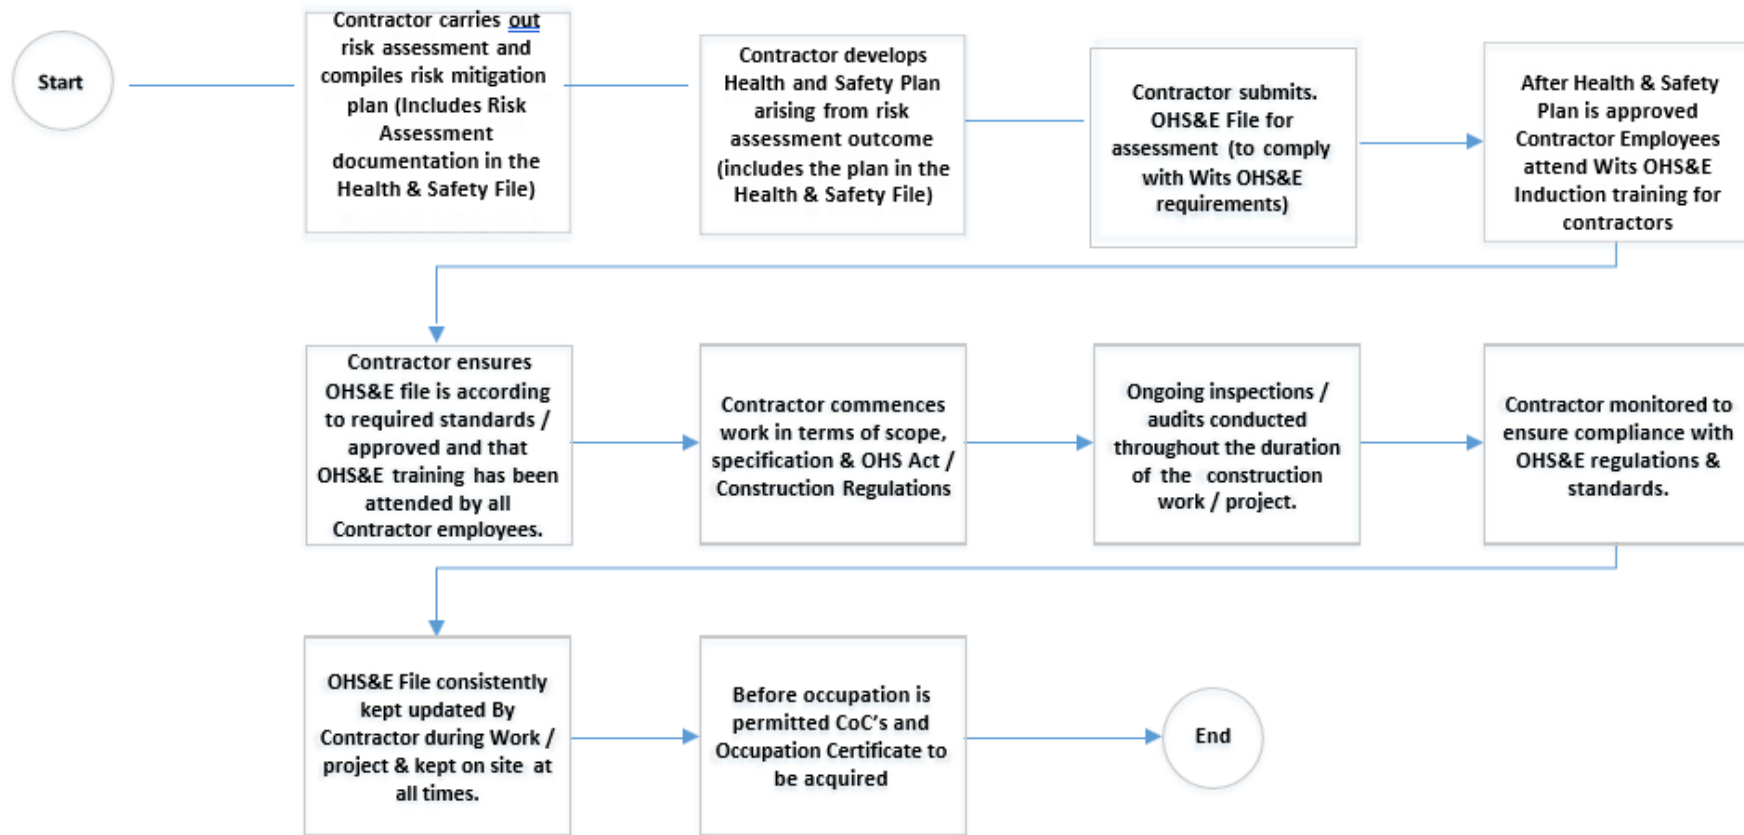 Start
Contractor carries out
risk assessment and
compiles risk mitigation
plan (Includes Risk
Assessment
documentation in the
Health & Safety File)
Contractor develops
Health and Safety Plan
arising from risk
assessment outcome
(includes the plan in the
Health & Safety File)
Contractor submits.
OHS&E File for
assessment (to comply
with Wits OHS&E
requirements)
After Health & Safety
Plan is approved
Contractor Employees
attend Wits OHS&E
Induction training for
contractors
Contractor ensures
OHS&E file is according
to required standards /
approved and that
OHS&E training has been
attended by all
Contractor employees.
Contractor commences
work in terms of scope,
specification & OHS Act /
Construction Regulations
Ongoing inspections /
audits conducted
throughout the duration
of the construction
work / project.
Contractor monitored to
ensure compliance with
OHS&E regulations &
standards.
OHS&E File consistently
kept updated By
Contractor during Work /
project & kept on site at
all times.
Before occupation is
permitted CoC's and
Occupation Certificate to
be acquired
End